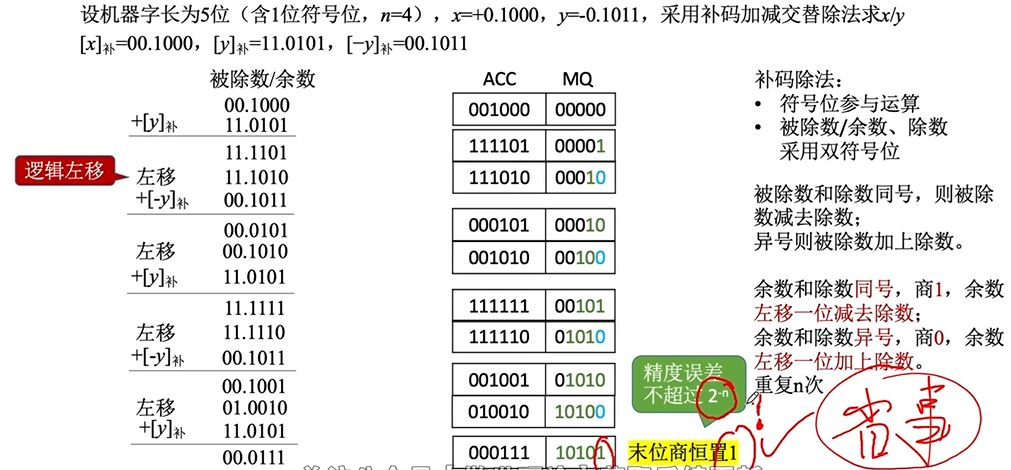 设机器字长为5位（含1位符号位，n=4），x=+0.1000，y=-0.1011，采用补码加减交替除法求x/y
[x]补=00.1000，[y]补=11.0101，[−y]补=00.1011
被除数/余数 ACC MQ
00.1000 001000 00000
+[y]补 11.0101
11.1101 111101 00001
逻辑左移
左移 11.1010 111010 00010
+[-y]补 00.1011
00.0101 000101 00010
左移 00.1010 001010 00100
+[y]补 11.0101
11.1111 111111 00101
左移 11.1110 111110 01010
+[-y]补 00.1011
00.1001 001001 01010
左移 01.0010 010010 10100
+[y]补 11.0101
00.0111 000111 10101 末位商恒置1
精度误差
不超过 2-n
补码除法：
• 符号位参与运算
• 被除数/余数、除数
采用双符号位
被除数和除数同号，则被除
数减去除数；
异号则被除数加上除数。
余数和除数同号，商1，余数
左移一位减去除数；
余数和除数异号，商0，余数
左移一位加上除数。
重复n次
省事